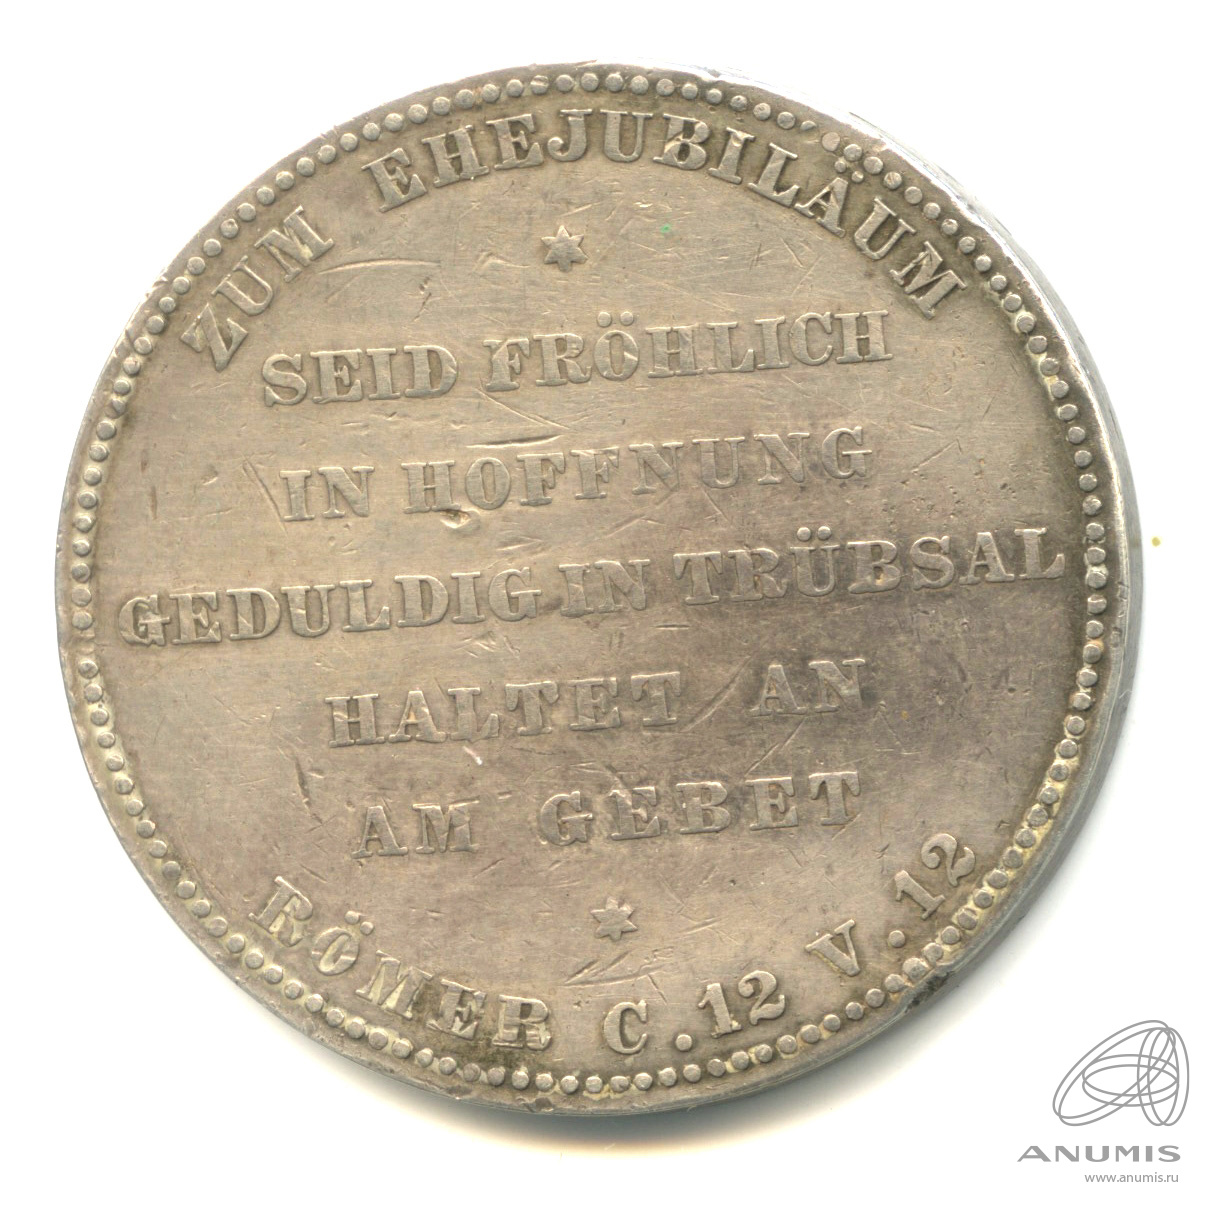 ZUM EHEJUBILÄUM
SEID FRÖHLICH
IN HOFFNUNG
GEDULDIG IN TRÜBSAL
HALTET AN
AM GEBET
RÖMER C. 12 V. 12
ANUMIS
www.anumis.ru